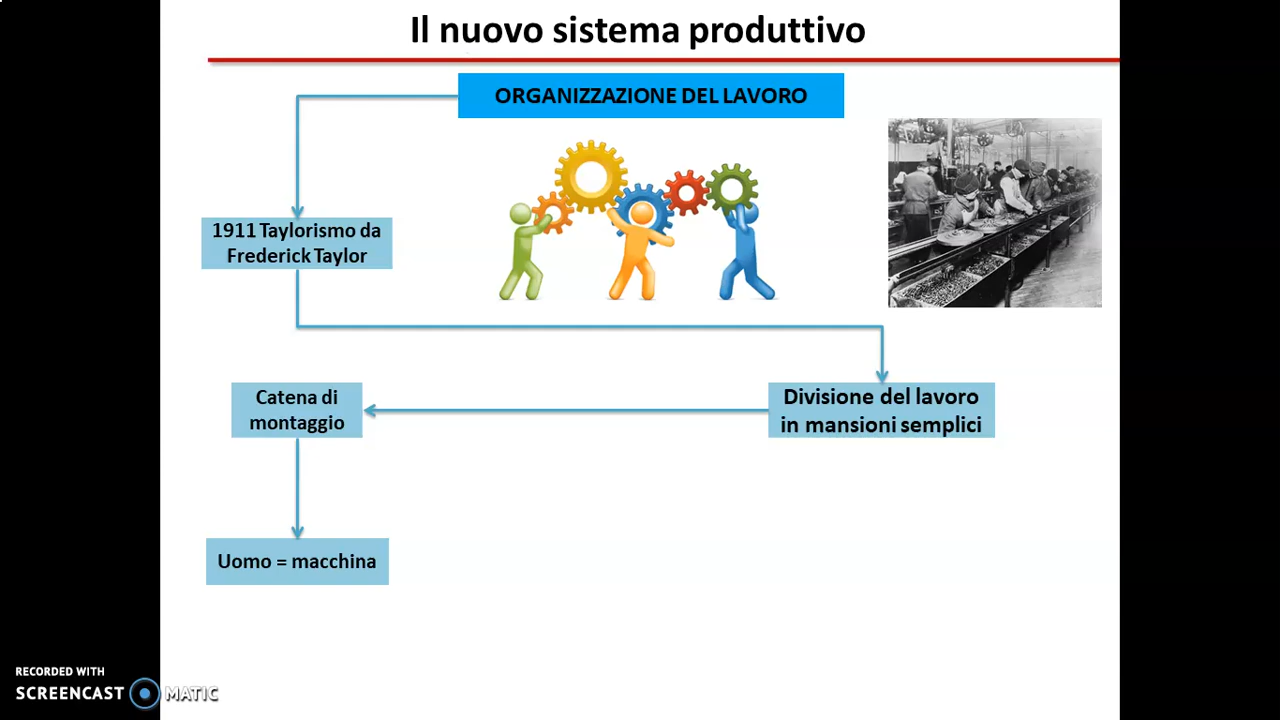 Il nuovo sistema produttivo
ORGANIZZAZIONE DEL LAVORO
1911 Taylorismo da
Frederick Taylor
Divisione del lavoro
in mansioni semplici
Catena di
montaggio
Uomo = macchina
RECORDED WITH
SCREENCAST MATIC